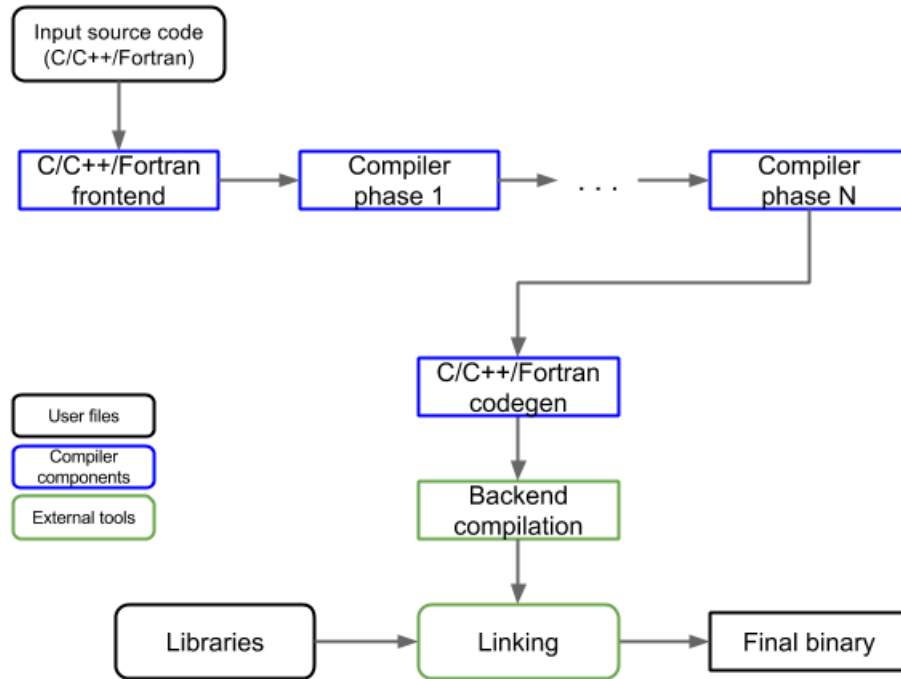 Input source code
(C/C++/Fortran)
C/C++/Fortran
frontend
Compiler
phase 1
. . .
Compiler
phase N
C/C++/Fortran
codegen
User files
Compiler
components
External tools
Backend
compilation
Libraries
Linking
Final binary